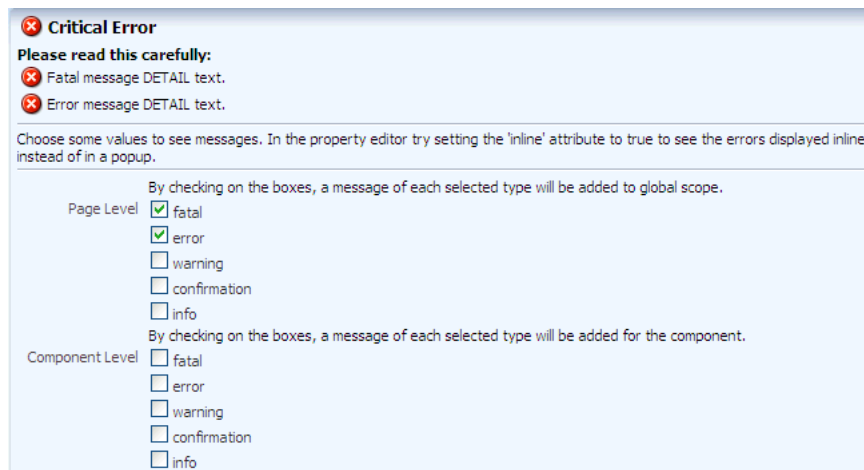 Critical Error
Please read this carefully:
Fatal message DETAIL text.
Error message DETAIL text.
Choose some values to see messages. In the property editor try setting the 'inline' attribute to true to see the errors displayed inline
instead of in a popup.
By checking on the boxes, a message of each selected type will be added to global scope.
Page Level fatal
error
warning
confirmation
info
By checking on the boxes, a message of each selected type will be added for the component.
Component Level fatal
error
warning
confirmation
info